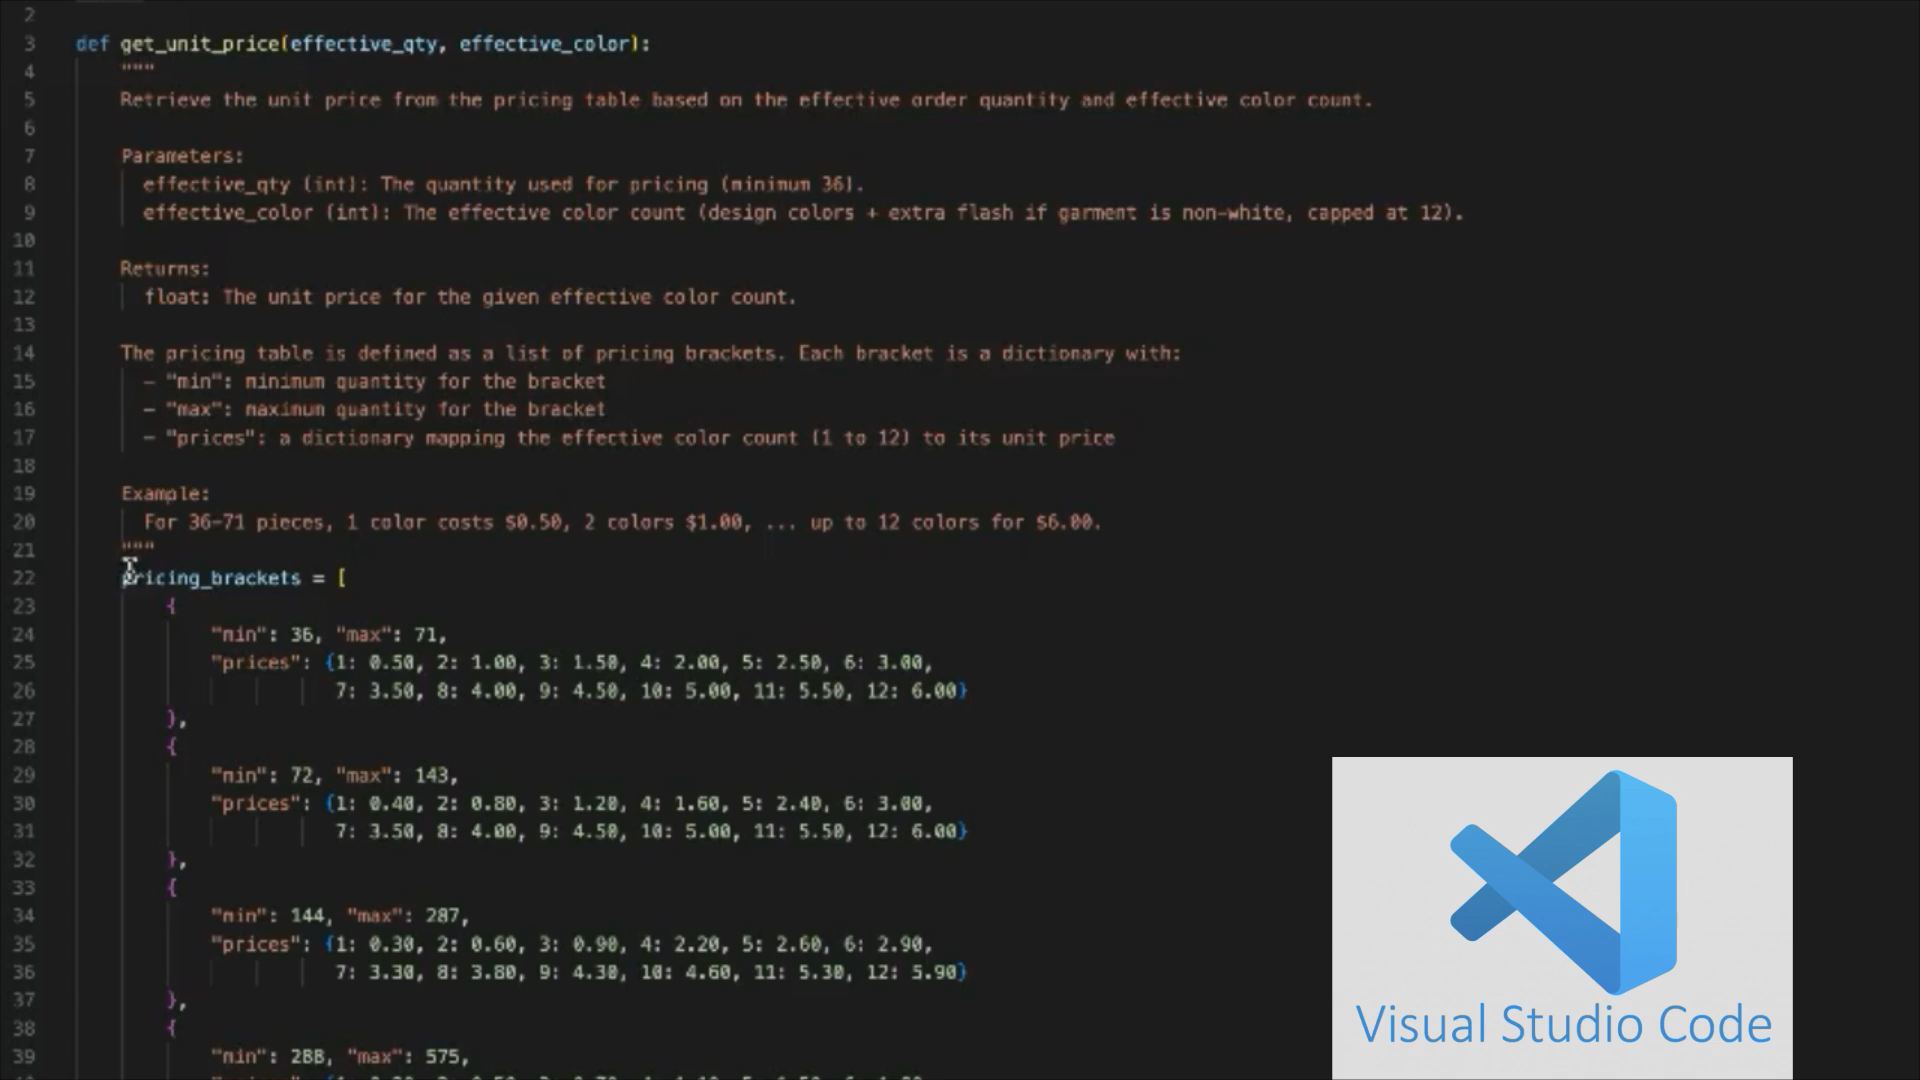 2
3 def get_unit_price(effective_qty, effective_color):
4 """
5 Retrieve the unit price from the pricing table based on the effective order quantity and effective color count.
6
7 Parameters:
8 effective_qty (int): The quantity used for pricing (minimum 36).
9 effective_color (int): The effective color count (design colors + extra flash if garment is non-white, capped at 12).
10
11 Returns:
12 float: The unit price for the given effective color count.
13
14 The pricing table is defined as a list of pricing brackets. Each bracket is a dictionary with:
15 - "min": minimum quantity for the bracket
16 - "max": maximum quantity for the bracket
17 - "prices": a dictionary mapping the effective color count (1 to 12) to its unit price
18
19 Example:
20 For 36-71 pieces, 1 color costs $0.50, 2 colors $1.00, ... up to 12 colors for $6.00.
21 """
22 pricing_brackets = [
23 {
24 "min": 36, "max": 71,
25 "prices": {1: 0.50, 2: 1.00, 3: 1.50, 4: 2.00, 5: 2.50, 6: 3.00,
26 7: 3.50, 8: 4.00, 9: 4.50, 10: 5.00, 11: 5.50, 12: 6.00}
27 },
28 {
29 "min": 72, "max": 143,
30 "prices": {1: 0.40, 2: 0.80, 3: 1.20, 4: 1.60, 5: 2.40, 6: 3.00,
31 7: 3.50, 8: 4.00, 9: 4.50, 10: 5.00, 11: 5.50, 12: 6.00}
32 },
33 {
34 "min": 144, "max": 287,
35 "prices": {1: 0.30, 2: 0.60, 3: 0.90, 4: 2.20, 5: 2.60, 6: 2.90,
36 7: 3.30, 8: 3.80, 9: 4.30, 10: 4.60, 11: 5.30, 12: 5.90}
37 },
38 {
39 "min": 288, "max": 575,
Visual Studio Code